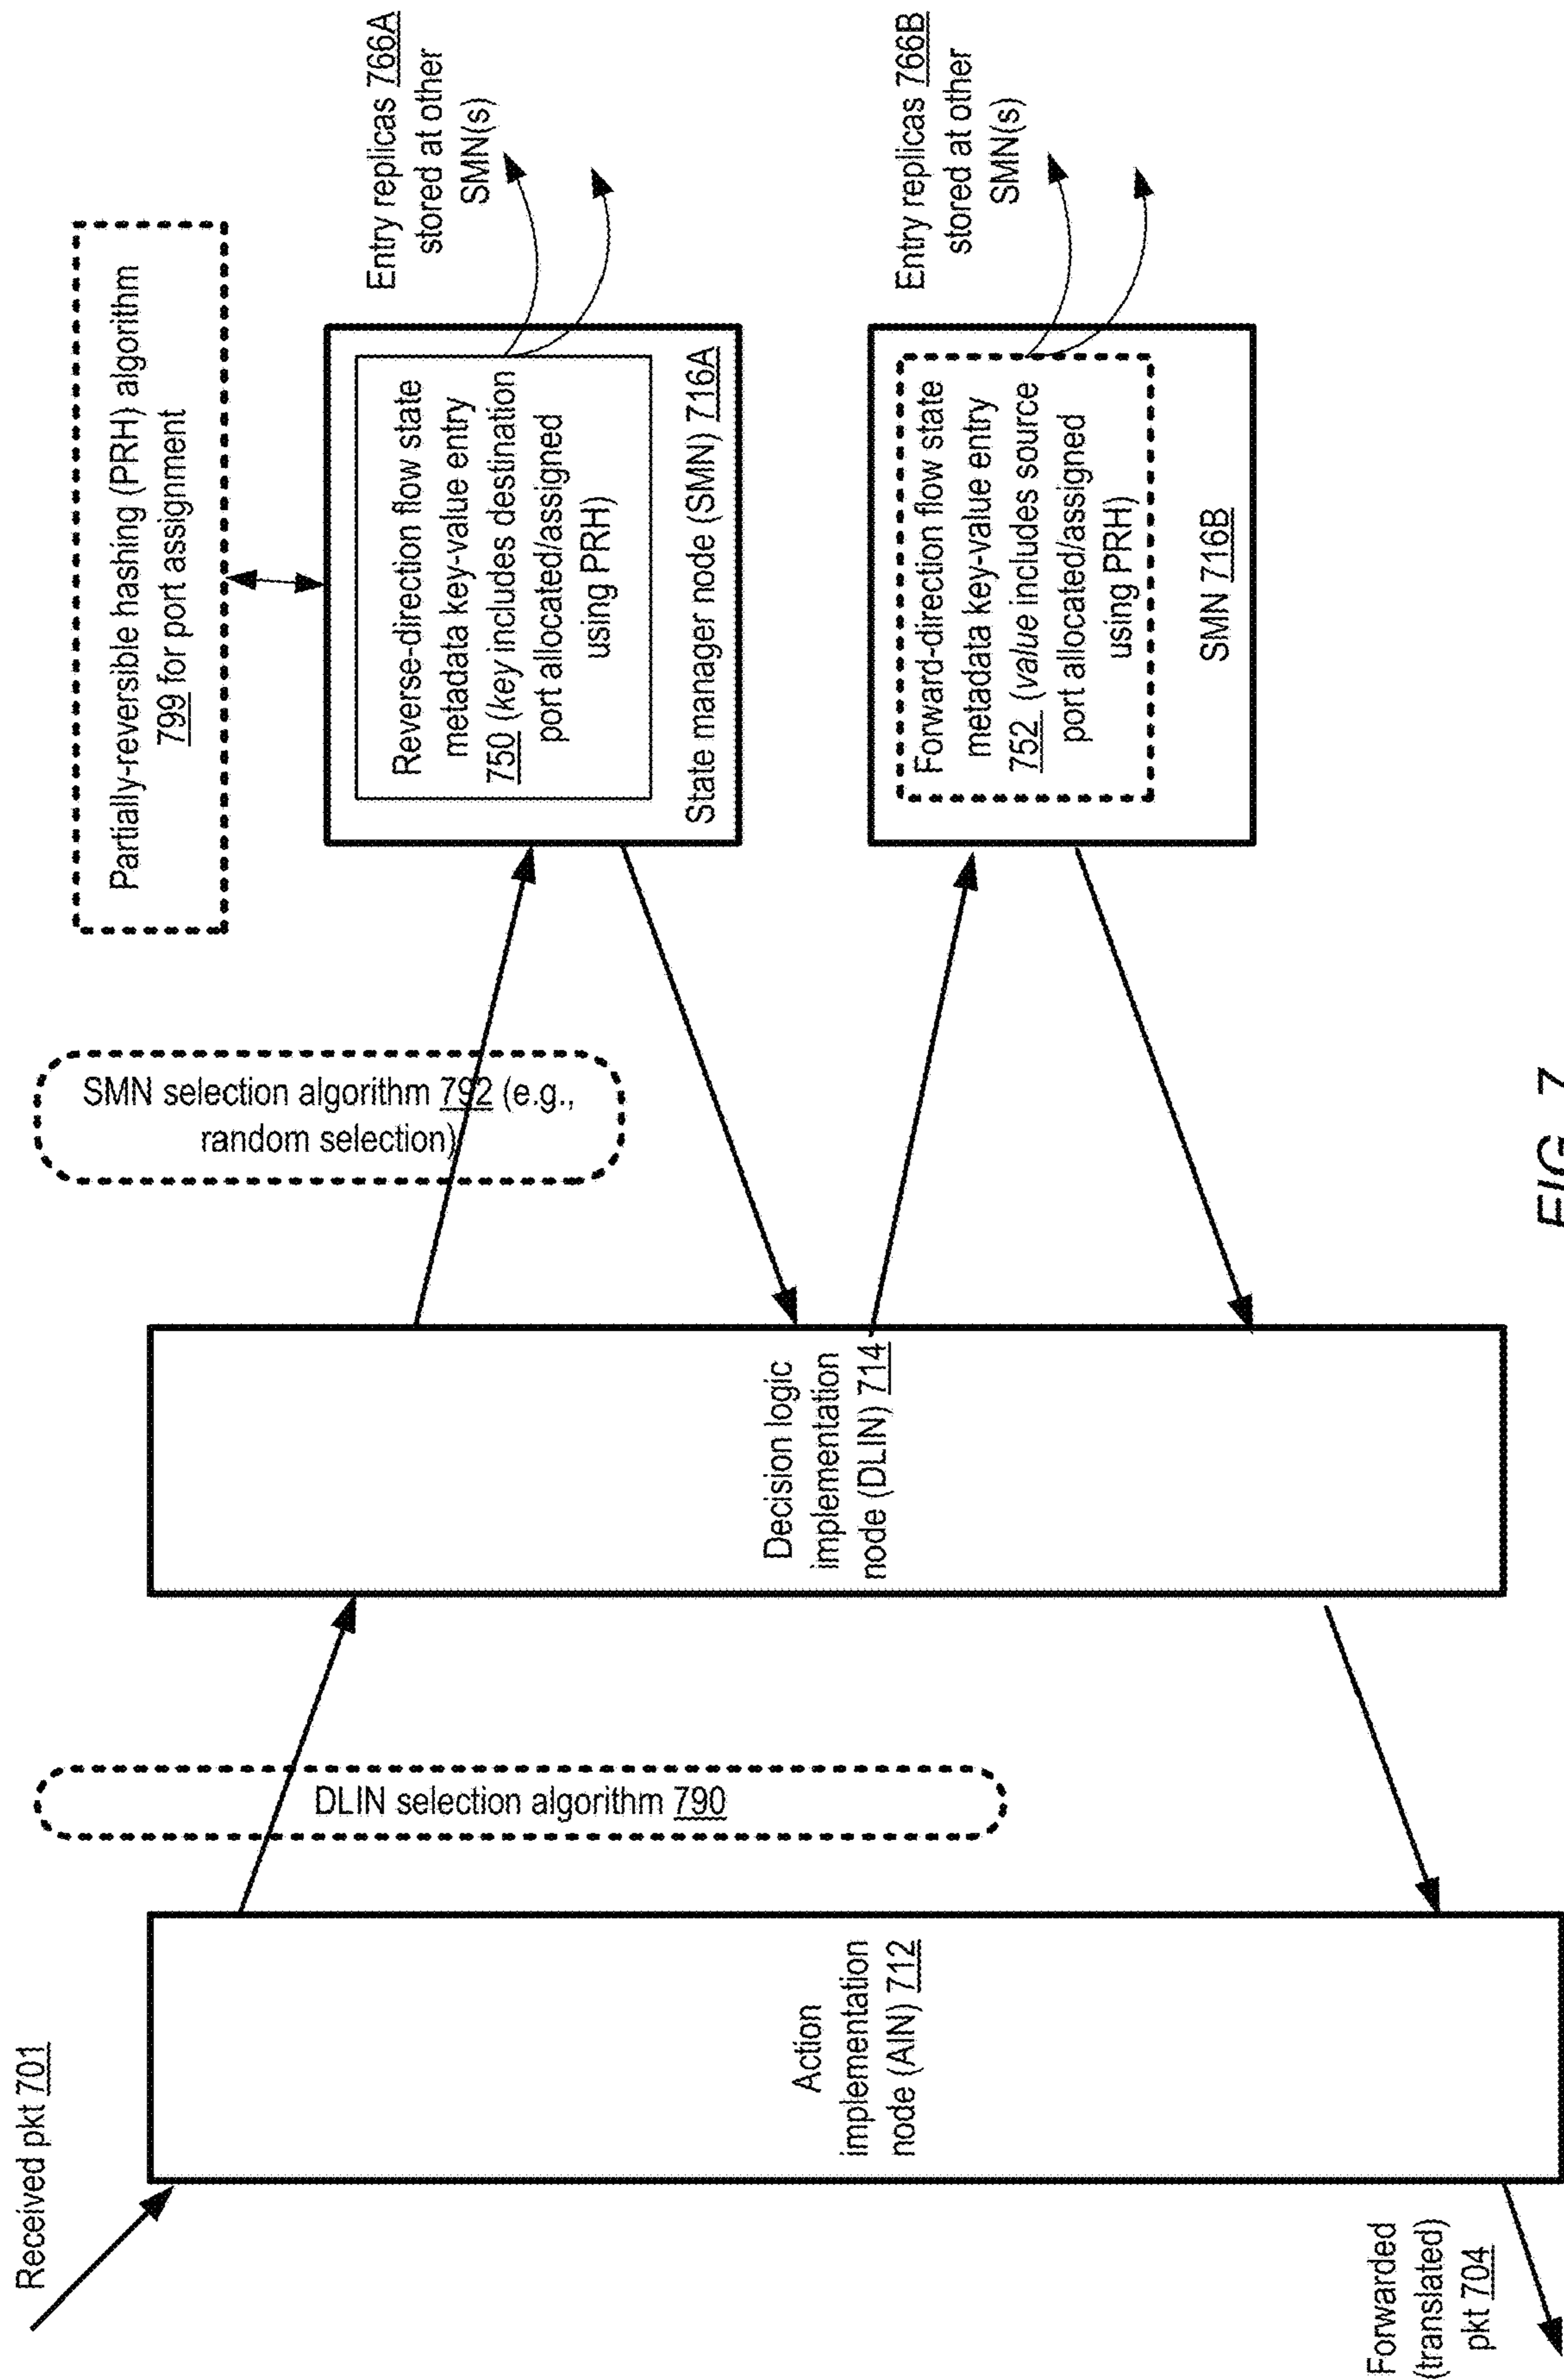 Received pkt 701
Action
implementation
node (AIN) 712
Forwarded
(translated)
pkt 704
DLIN selection algorithm 790
Decision logic
implementation
node (DLIN) 714
SMN selection algorithm 792 (e.g.,
random selection)
Partially-reversible hashing (PRH) algorithm
799 for port assignment
Reverse-direction flow state
metadata key-value entry
750 (key includes destination
port allocated/assigned
using PRH)
State manager node (SMN) 716A
Entry replicas 766A
stored at other
SMN(s)
Forward-direction flow state
metadata key-value entry
752 (value includes source
port allocated/assigned
using PRH)
SMN 716B
Entry replicas 766B
stored at other
SMN(s)
FIG. 7